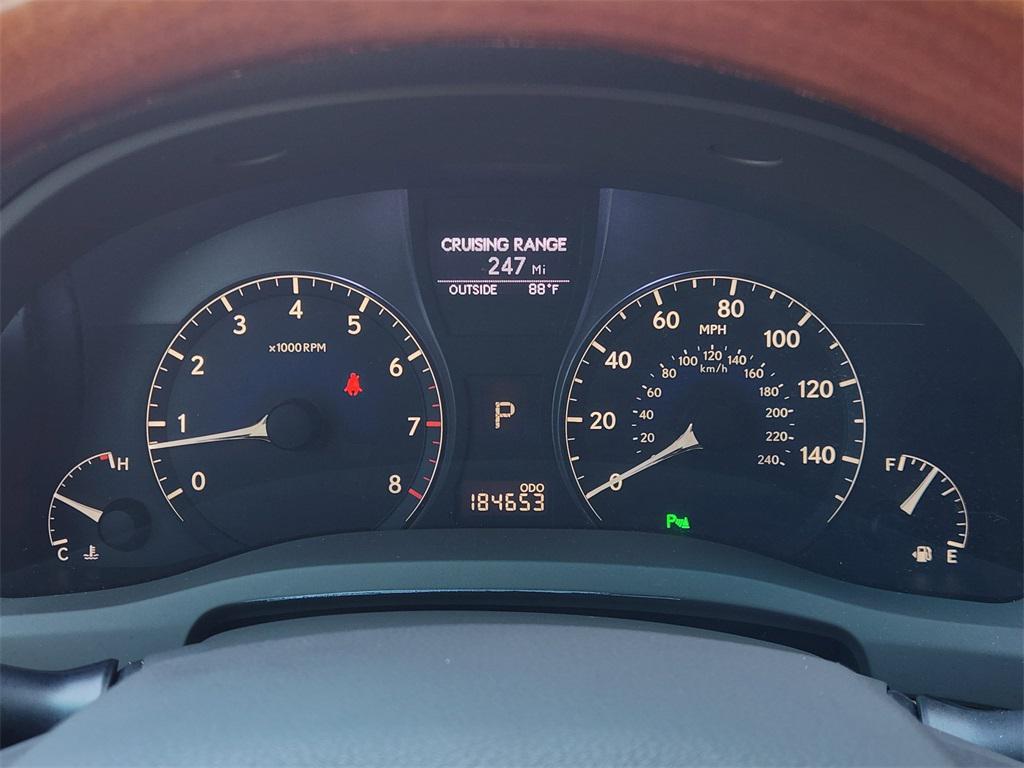 CRUISING RANGE
247 Mi
OUTSIDE 88°F
0 1 2 3 4 5 6 7 8
×1000 RPM
P
ODO
184653
0 20 40 60 80 100 120 140
MPH
20 40 60 80 100 120 140 160 180 200 220 240
km/h
H
C
F
E
P